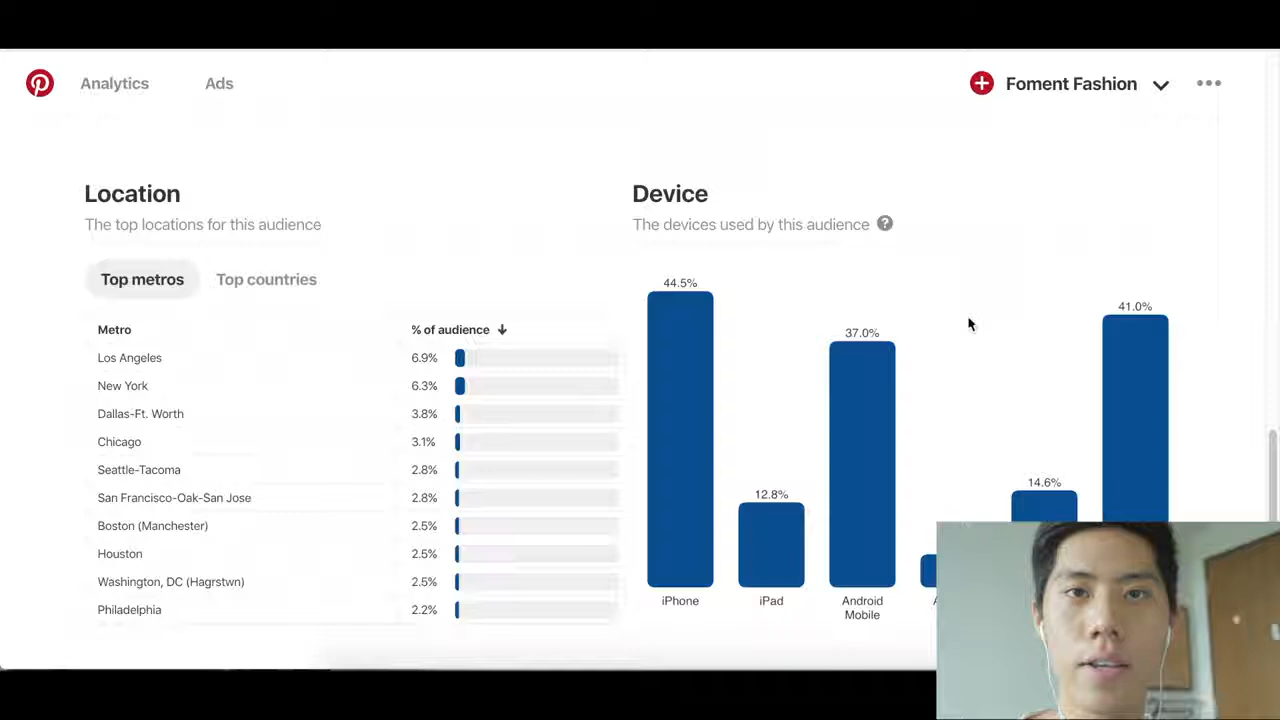 Analytics Ads Foment Fashion
Location
The top locations for this audience
Top metros Top countries
Metro % of audience
Los Angeles 6.9%
New York 6.3%
Dallas-Ft. Worth 3.8%
Chicago 3.1%
Seattle-Tacoma 2.8%
San Francisco-Oak-San Jose 2.8%
Boston (Manchester) 2.5%
Houston 2.5%
Washington, DC (Hagrstwn) 2.5%
Philadelphia 2.2%
Device
The devices used by this audience ?
44.5%
12.8%
37.0%
14.6%
41.0%
iPhone
iPad
Android
Mobile